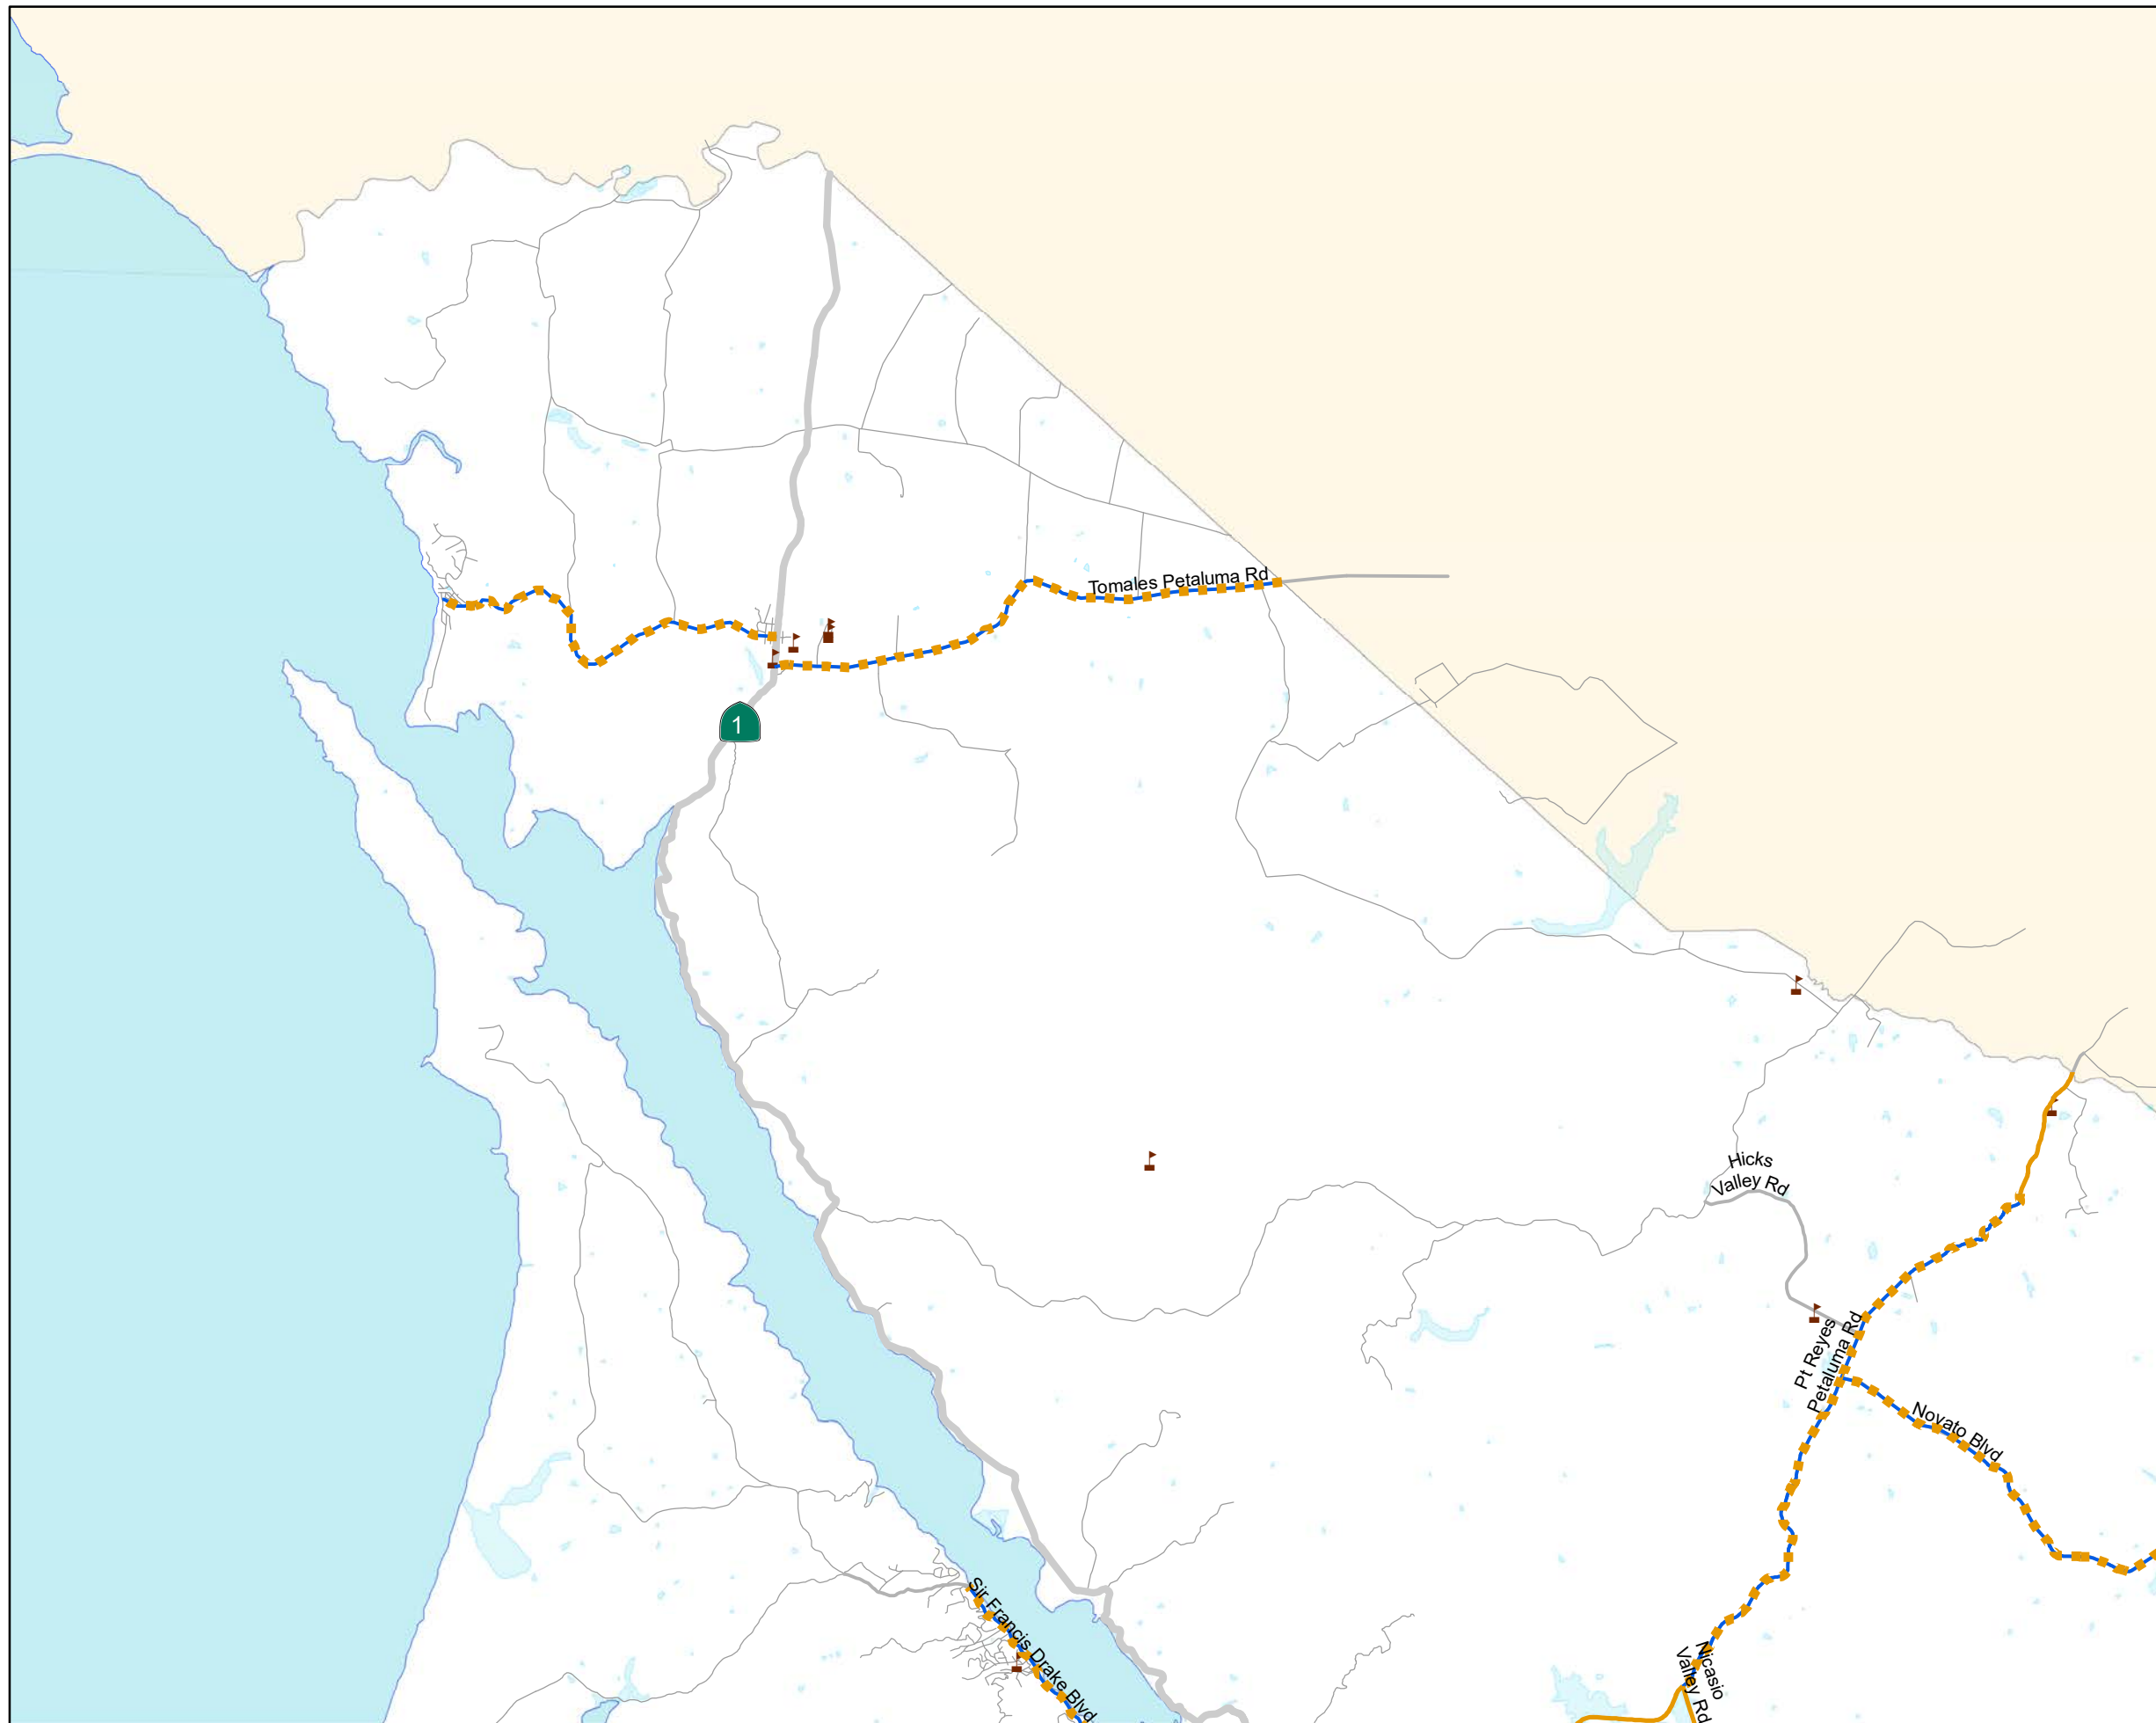 Tomales Petaluma Rd
1
Hicks
Valley Rd
Pt Reyes
Petaluma Rd
Novato Blvd
Sir Francis Drake Blvd
Nicasio
Valley Rd